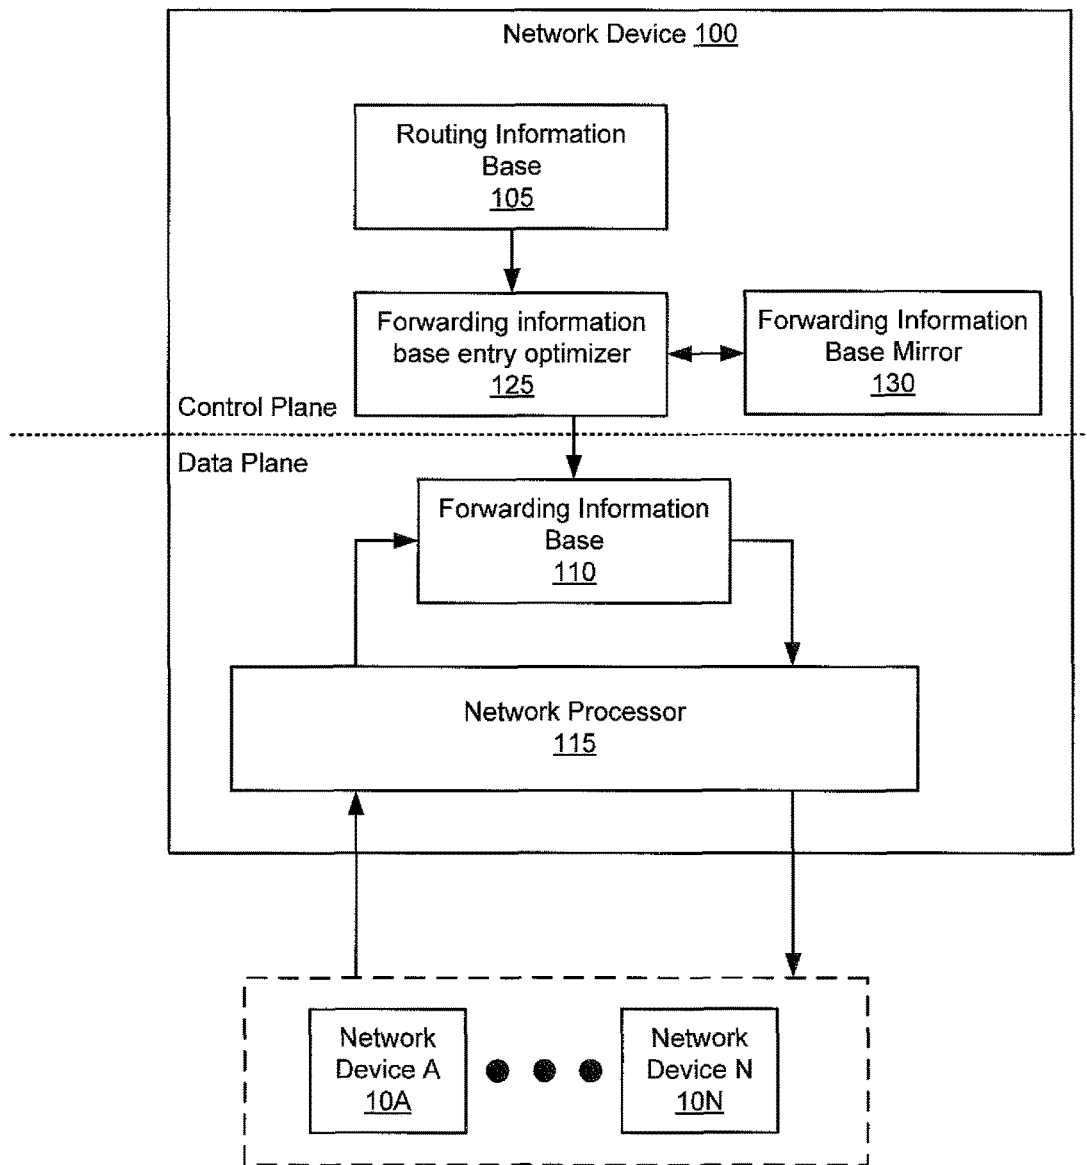 Network Device 100
Routing Information
Base
105
Forwarding information
base entry optimizer
125
Forwarding Information
Base Mirror
130
Control Plane
Data Plane
Forwarding Information
Base
110
Network Processor
115
Network
Device A
10A
Network
Device N
10N